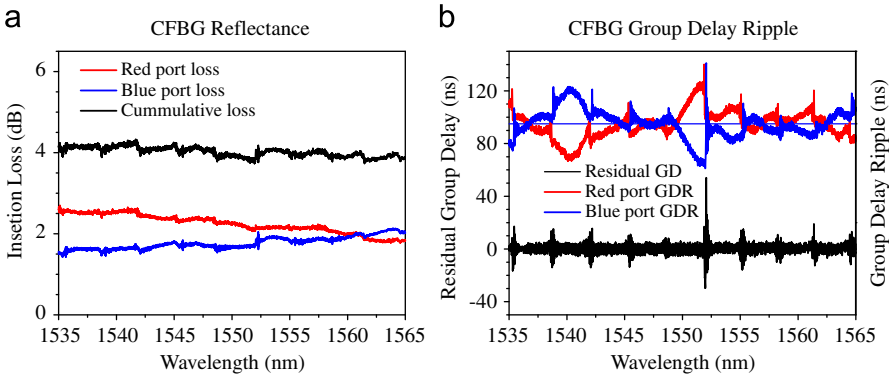 a
CFBG Reflectance
6
4
2
0
Insetion Loss (dB)
Red port loss
Blue port loss
Cummulative loss
1535 1540 1545 1550 1555 1560 1565
Wavelength (nm)
b
CFBG Group Delay Ripple
120
80
40
0
-40
Residual Group Delay (ns)
Residual GD
Red port GDR
Blue port GDR
Group Delay Ripple (ns)
1535 1540 1545 1550 1555 1560 1565
Wavelength (nm)